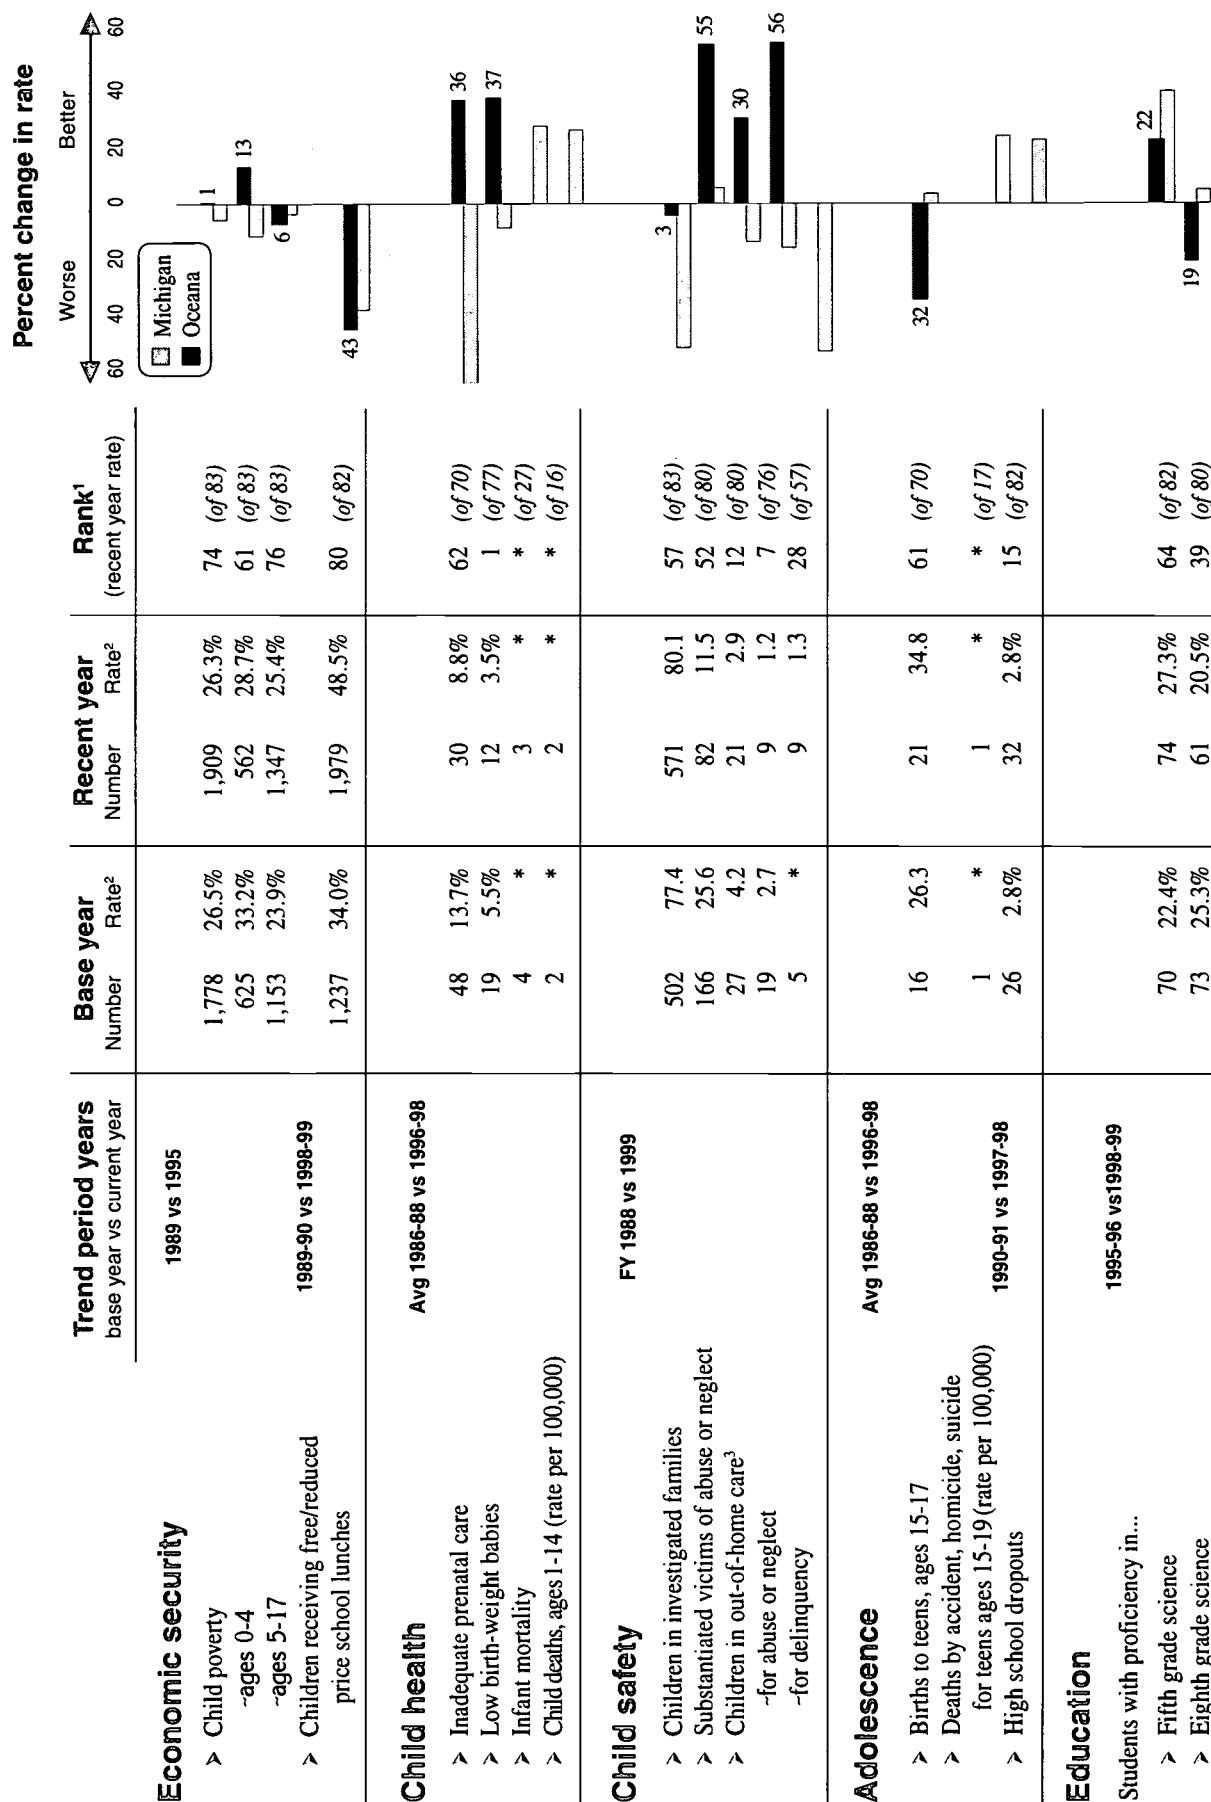 Percent change in rate
Trend period years Base year Recent year Rank¹ Worse Better
base year vs current year Number Rate² Number Rate² (recent year rate) 60 40 20 0 20 40 60
Michigan
Oceana
Economic security 1989 vs 1995
➢ Child poverty 1,778 26.5% 1,909 26.3% 74 (of 83) 1
~ages 0-4 625 33.2% 562 28.7% 61 (of 83) 13
~ages 5-17 1,153 23.9% 1,347 25.4% 76 (of 83) 6
➢ Children receiving free/reduced 1989-90 vs 1998-99
price school lunches 1,237 34.0% 1,979 48.5% 80 (of 82) 43
Child health Avg 1986-88 vs 1996-98
➢ Inadequate prenatal care 48 13.7% 30 8.8% 62 (of 70) 36
➢ Low birth-weight babies 19 5.5% 12 3.5% 1 (of 77) 37
➢ Infant mortality 4 * 3 * * (of 27)
➢ Child deaths, ages 1-14 (rate per 100,000) 2 * 2 * * (of 16)
Child safety FY 1988 vs 1999
➢ Children in investigated families 502 77.4 571 80.1 57 (of 83) 3
➢ Substantiated victims of abuse or neglect 166 25.6 82 11.5 52 (of 80) 55
➢ Children in out-of-home care³ 27 4.2 21 2.9 12 (of 80) 30
~for abuse or neglect 19 2.7 9 1.2 7 (of 76) 56
~for delinquency 5 * 9 1.3 28 (of 57)
Adolescence Avg 1986-88 vs 1996-98
➢ Births to teens, ages 15-17 16 26.3 21 34.8 61 (of 70) 32
➢ Deaths by accident, homicide, suicide
for teens ages 15-19 (rate per 100,000) 1 * 1 * * (of 17)
➢ High school dropouts 1990-91 vs 1997-98 26 2.8% 32 2.8% 15 (of 82)
Education 1995-96 vs1998-99
Students with proficiency in...
➢ Fifth grade science 70 22.4% 74 27.3% 64 (of 82) 22
➢ Eighth grade science 73 25.3% 61 20.5% 39 (of 80) 19